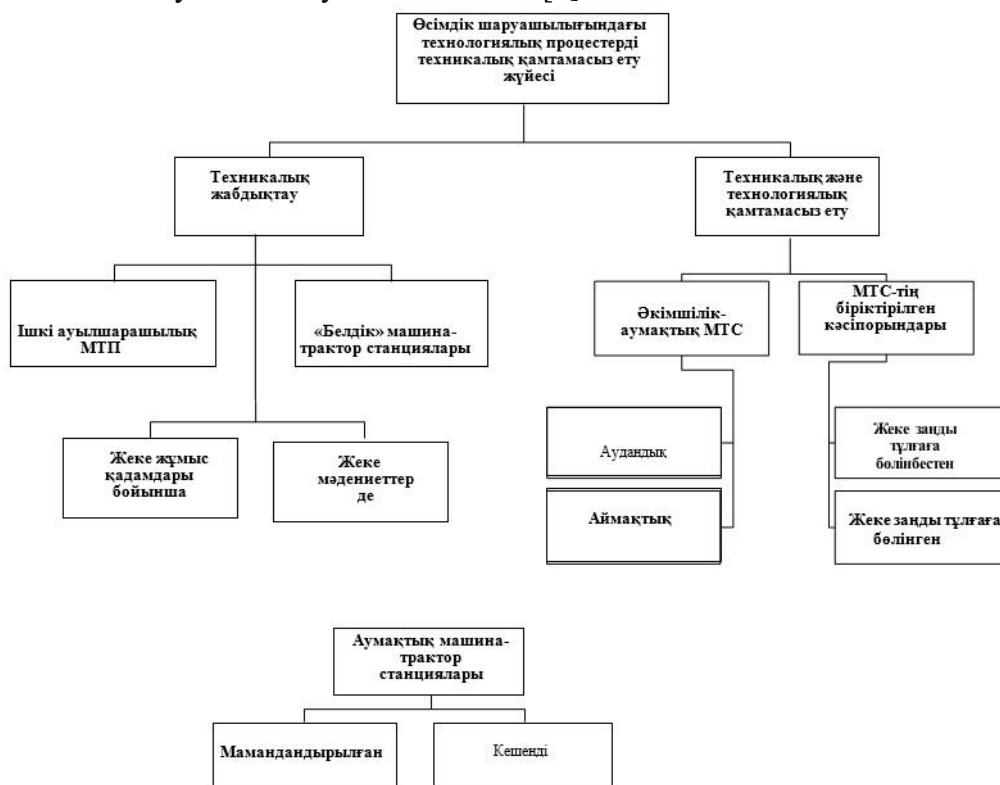 Өсімдік шаруашылығындағы
технологиялық процестерді
техникалық қамтамасыз ету
жүйесі
Техникалық
жабдықтау
Техникалық және
технологиялық
қамтамасыз ету
Ішкі ауылшарашылық
МТП
«Белдік» машина-
трактор станциялары
Әкімшілік-
аумақтық МТС
МТС-тің
біріктірілген
кәсіпорындары
Жеке жұмыс
қадамдары
бойынша
Жеке
мәдениеттер
де
Аудандық
Аймақтық
Жеке заңды
тұлғаға
бөлінбестен
Жеке заңды тұлғаға
бөлінген
Аумақтық машина-
трактор
станциялары
Мамандандырылған
Кешенді